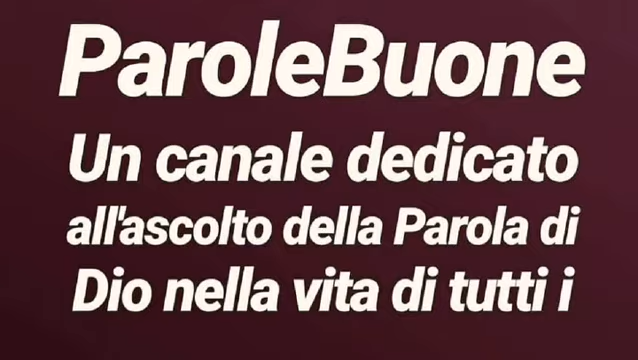 ParoleBuone
Un canale dedicato
all'ascolto della Parola di
Dio nella vita di tutti i